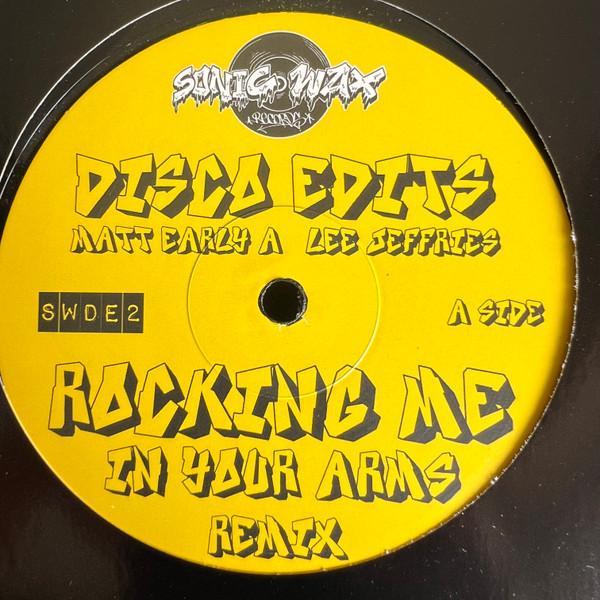 SONIC WAX
RECORDS
DISCO EDITS
MATT EARLY A LEE JEFFRIES
SWDE2
A SIDE
ROCKING ME
IN YOUR ARMS
REMIX